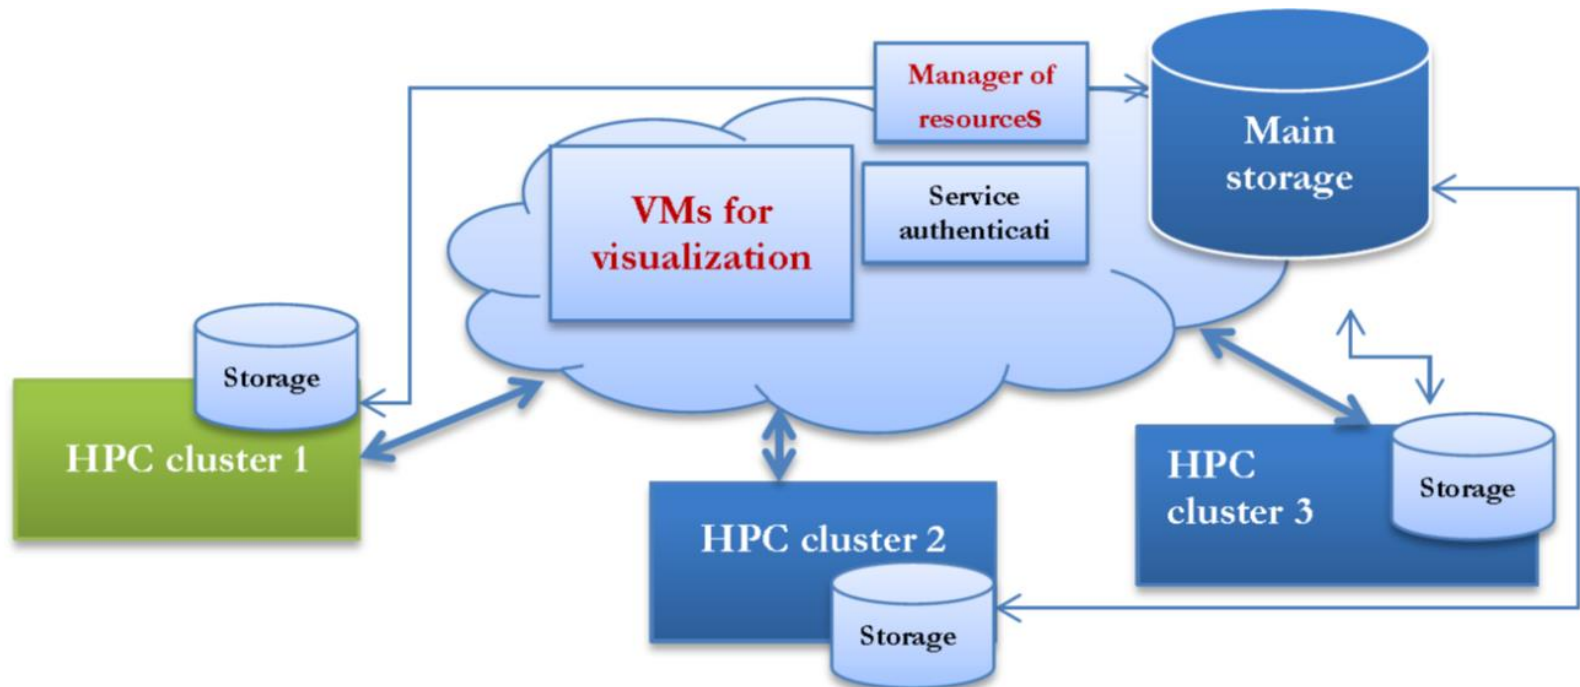 Manager of
resources
Main
storage
VMs for
visualization
Service
authenticati
Storage
HPC cluster 1
HPC cluster 2
Storage
HPC
cluster 3
Storage